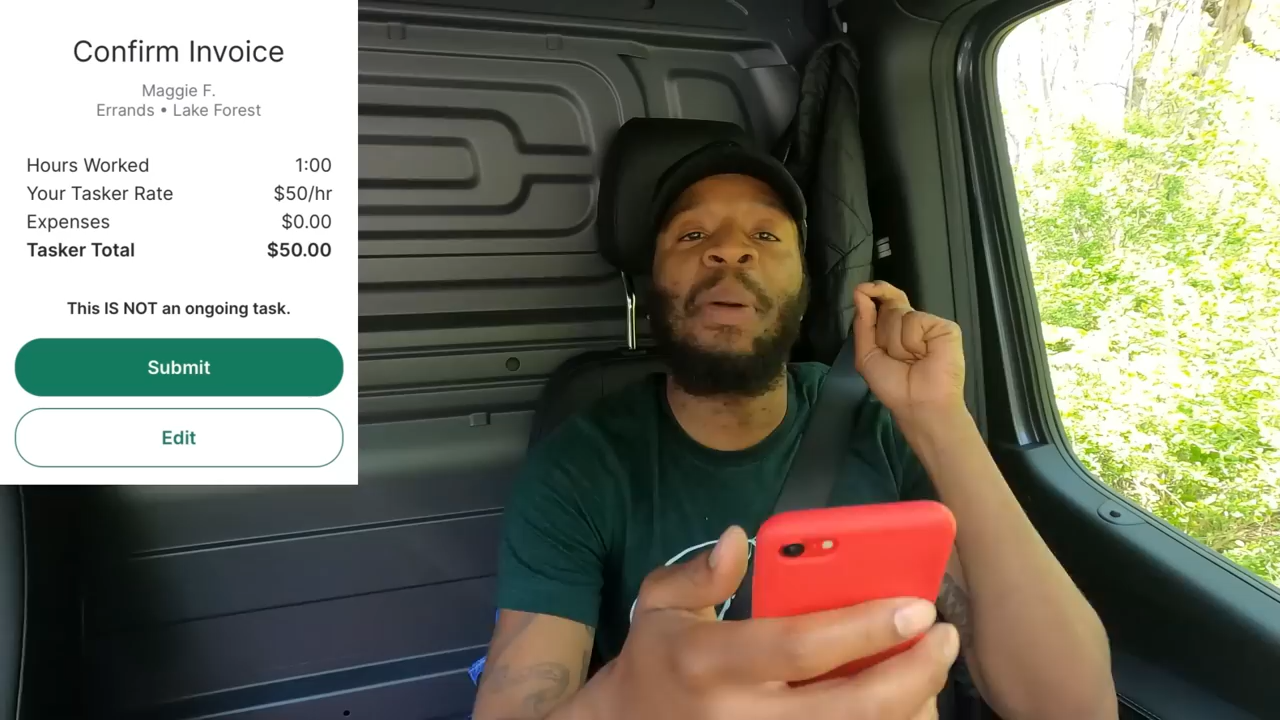 Confirm Invoice
Maggie F.
Errands • Lake Forest
Hours Worked 1:00
Your Tasker Rate $50/hr
Expenses $0.00
Tasker Total $50.00
This IS NOT an ongoing task.
Submit
Edit